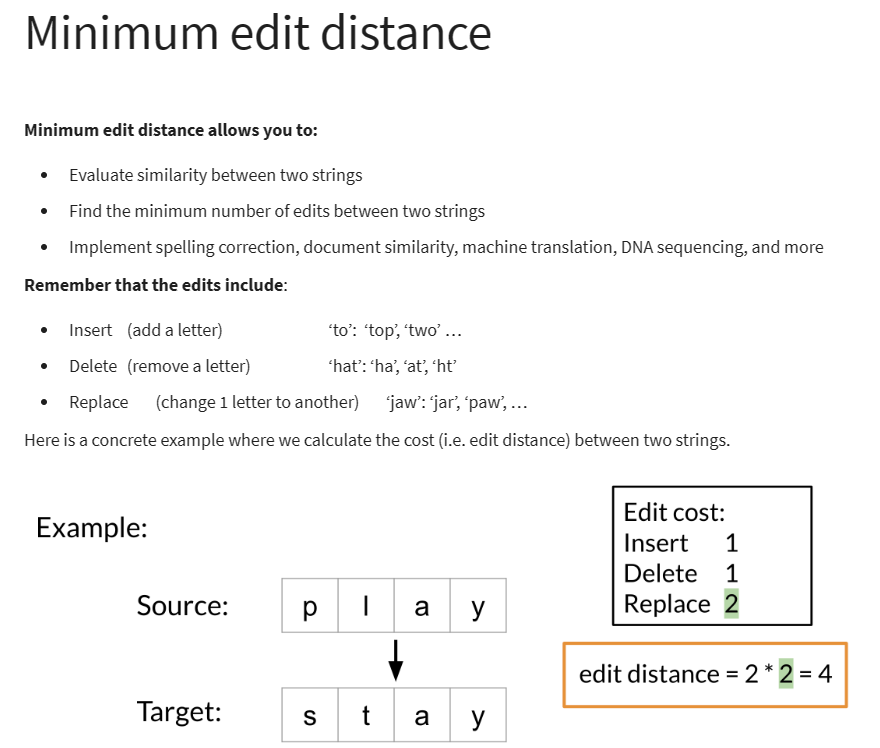 Minimum edit distance
Minimum edit distance allows you to:
• Evaluate similarity between two strings
• Find the minimum number of edits between two strings
• Implement spelling correction, document similarity, machine translation, DNA sequencing, and more
Remember that the edits include:
• Insert (add a letter) ‘to’: ‘top’, ‘two’ …
• Delete (remove a letter) ‘hat’: ‘ha’, ‘at’, ‘ht’
• Replace (change 1 letter to another) ‘jaw’: ‘jar’, ‘paw’, …
Here is a concrete example where we calculate the cost (i.e. edit distance) between two strings.
Example:
Source: p l a y
Target: s t a y
Edit cost:
Insert 1
Delete 1
Replace 2
edit distance = 2 * 2 = 4